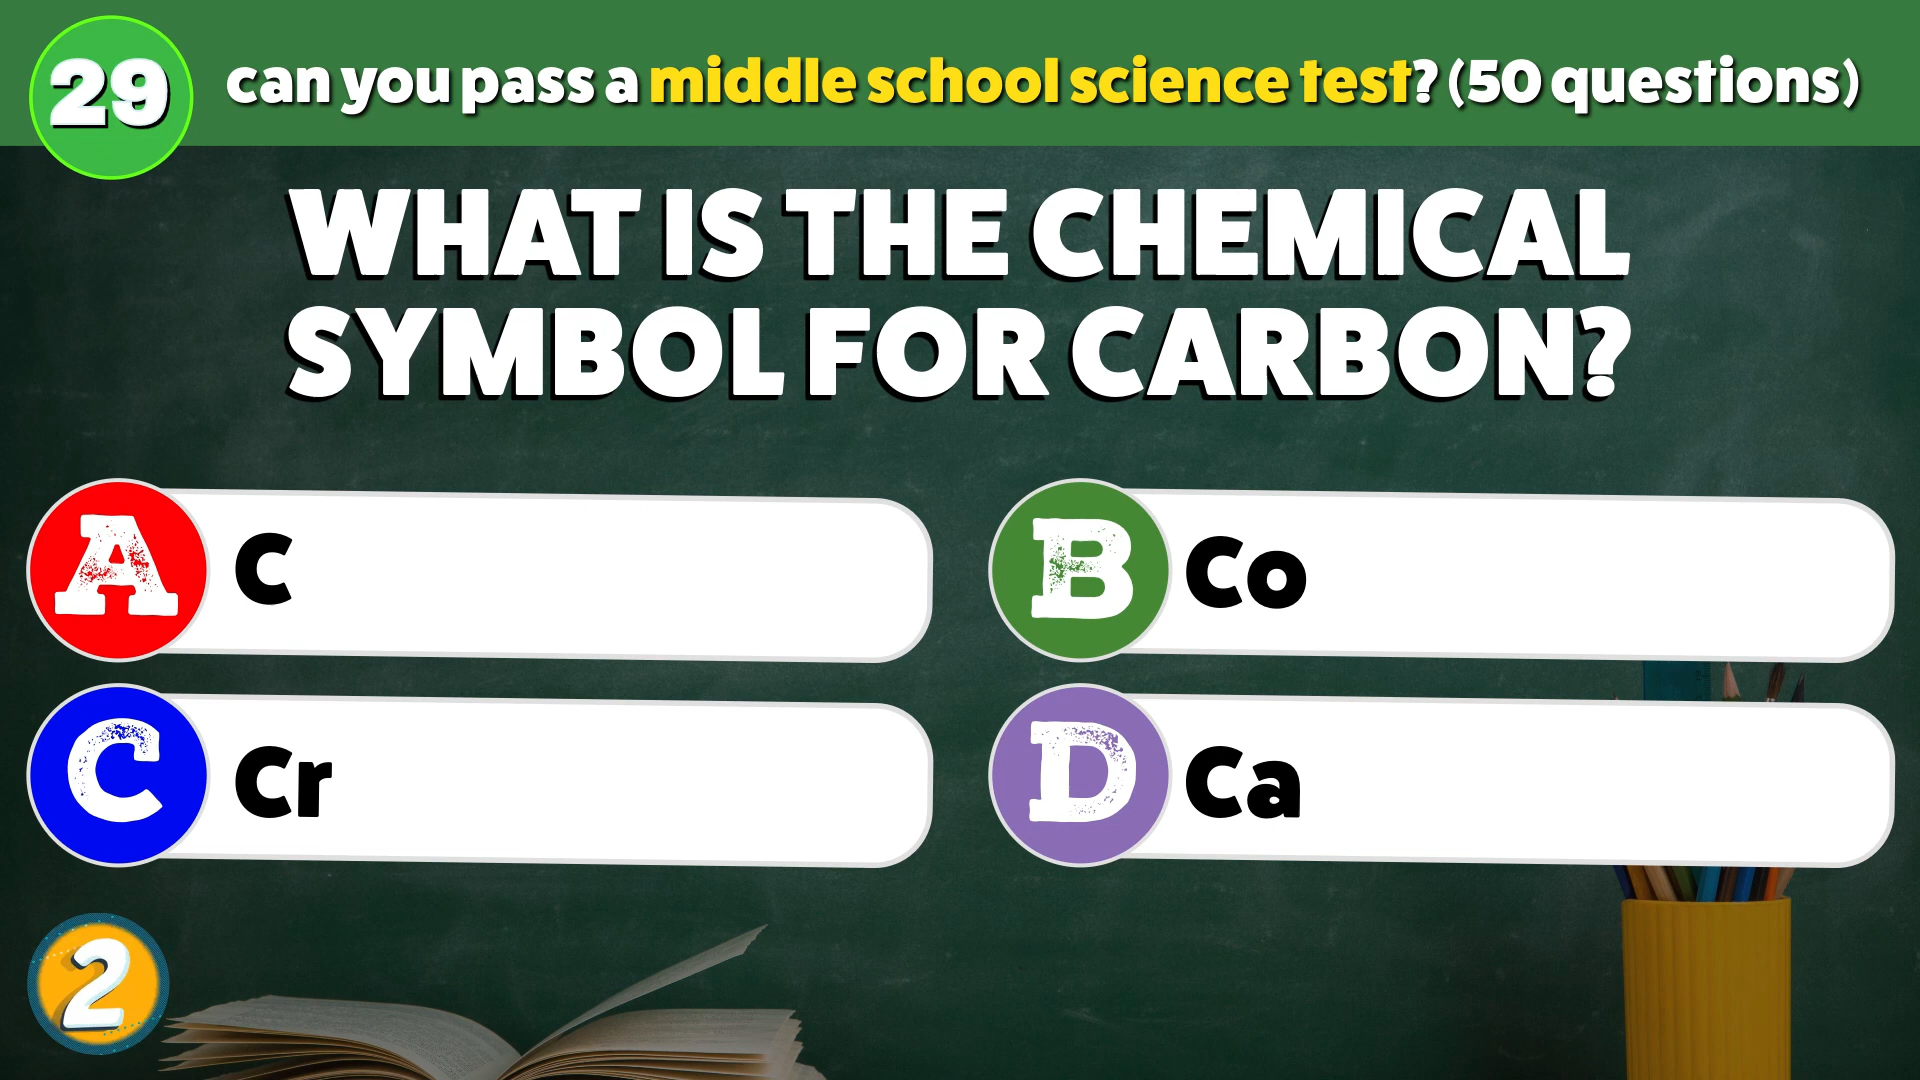 29
can you pass a middle school science test? (50 questions)
WHAT IS THE CHEMICAL
SYMBOL FOR CARBON?
A C
B Co
C Cr
D Ca
2